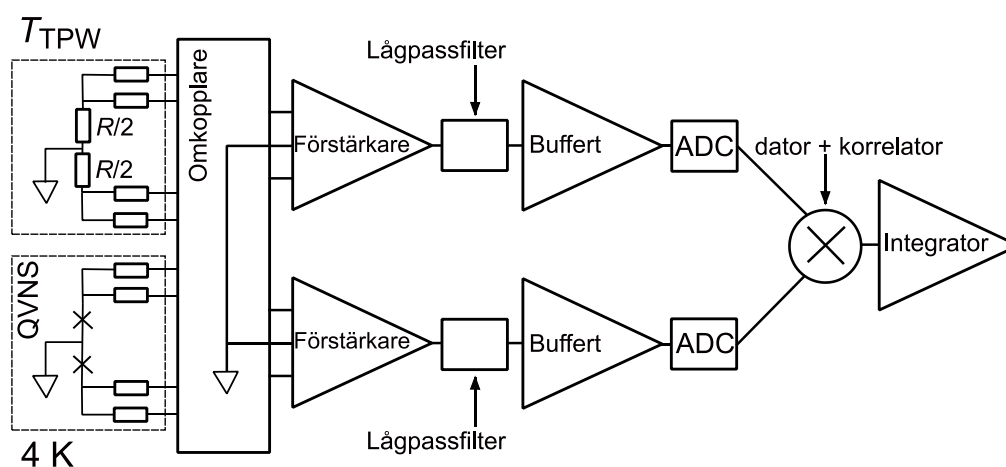 T_TPW
R/2
R/2
QVNS
4 K
Omkopplare
Förstärkare
Lågpassfilter
Buffert
ADC
dator + korrelator
Integrator
Förstärkare
Lågpassfilter
Buffert
ADC